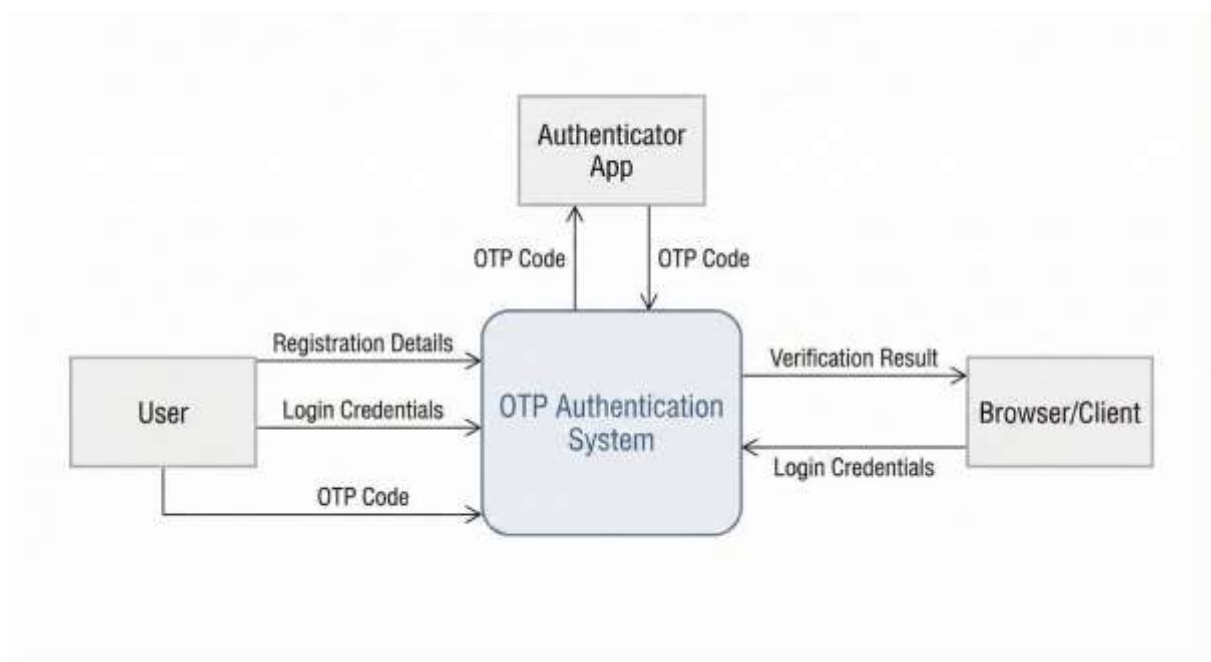 Authenticator
App
OTP Code
OTP Code
Registration Details
Verification Result
User
Login Credentials
OTP Authentication
System
Browser/Client
Login Credentials
OTP Code